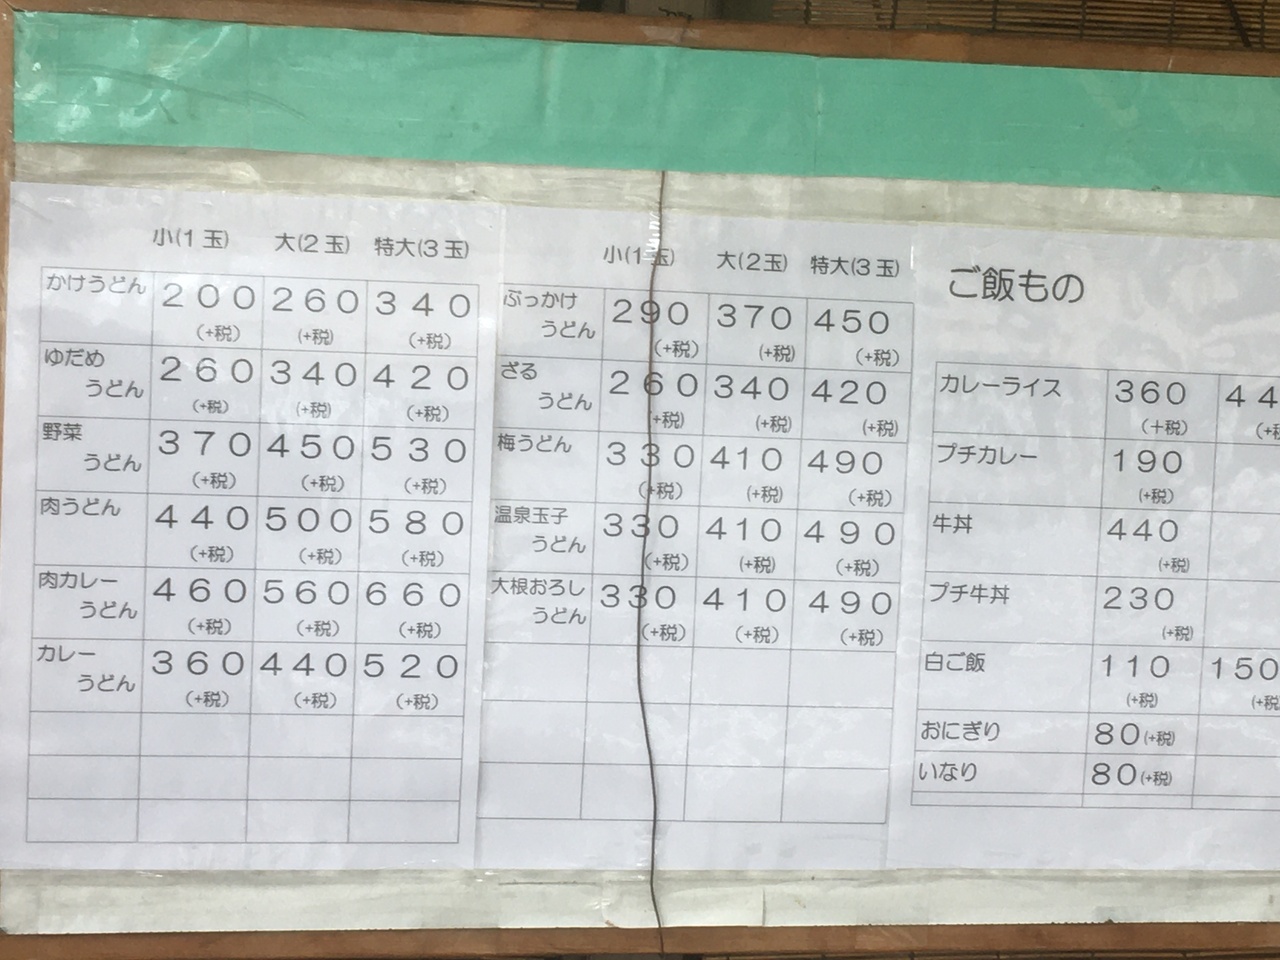 小(1玉) 大(2玉) 特大(3玉)
かけうどん 200 260 340
(+税) (+税) (+税)
ゆだめ
うどん 260 340 420
(+税) (+税) (+税)
野菜
うどん 370 450 530
(+税) (+税) (+税)
肉うどん 440 500 580
(+税) (+税) (+税)
肉カレー
うどん 460 560 660
(+税) (+税) (+税)
カレー
うどん 360 440 520
(+税) (+税) (+税)
小(1玉) 大(2玉) 特大(3玉)
ぶっかけ
うどん 290 370 450
(+税) (+税) (+税)
ざる
うどん 260 340 420
(+税) (+税) (+税)
梅うどん 330 410 490
(+税) (+税) (+税)
温泉玉子
うどん 330 410 490
(+税) (+税) (+税)
大根おろし
うどん 330 410 490
(+税) (+税) (+税)
ご飯もの
カレーライス 360
(+税)
プチカレー 190
(+税)
牛丼 440
(+税)
プチ牛丼 230
(+税)
白ご飯 110 150
(+税) (+税
おにぎり 80(+税)
いなり 80(+税)